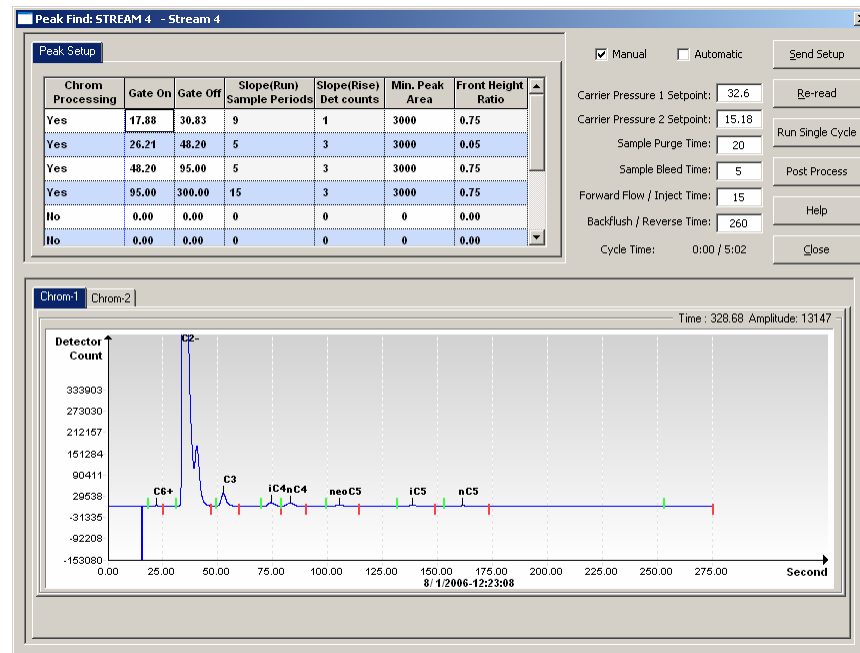 Peak Find: STREAM 4 - Stream 4
Peak Setup
Chrom Processing Gate On Gate Off Slope(Run) Sample Periods Slope(Rise) Det counts Min. Peak Area Front Height Ratio
Yes 17.88 30.83 9 1 3000 0.75
Yes 26.21 48.20 5 3 3000 0.05
Yes 48.20 95.00 5 3 3000 0.75
Yes 95.00 300.00 15 3 3000 0.75
No 0.00 0.00 0 0 0 0.00
No 0.00 0.00 0 0 0 0.00
Manual Automatic
Carrier Pressure 1 Setpoint: 32.6
Carrier Pressure 2 Setpoint: 15.18
Sample Purge Time: 20
Sample Bleed Time: 5
Forward Flow / Inject Time: 15
Backflush / Reverse Time: 260
Cycle Time: 0:00 / 5:02
Send Setup
Re-read
Run Single Cycle
Post Process
Help
Close
Chrom-1 Chrom-2
Time : 328.68 Amplitude: 13147
Detector
Count
333903
273030
212157
151284
90411
29538
-31335
-92208
-153080
C6+ C2- C3 iC4 nC4 neoC5 iC5 nC5
0.00 25.00 50.00 75.00 100.00 125.00 150.00 175.00 200.00 225.00 250.00 275.00 Second
8/ 1/2006-12:23:08